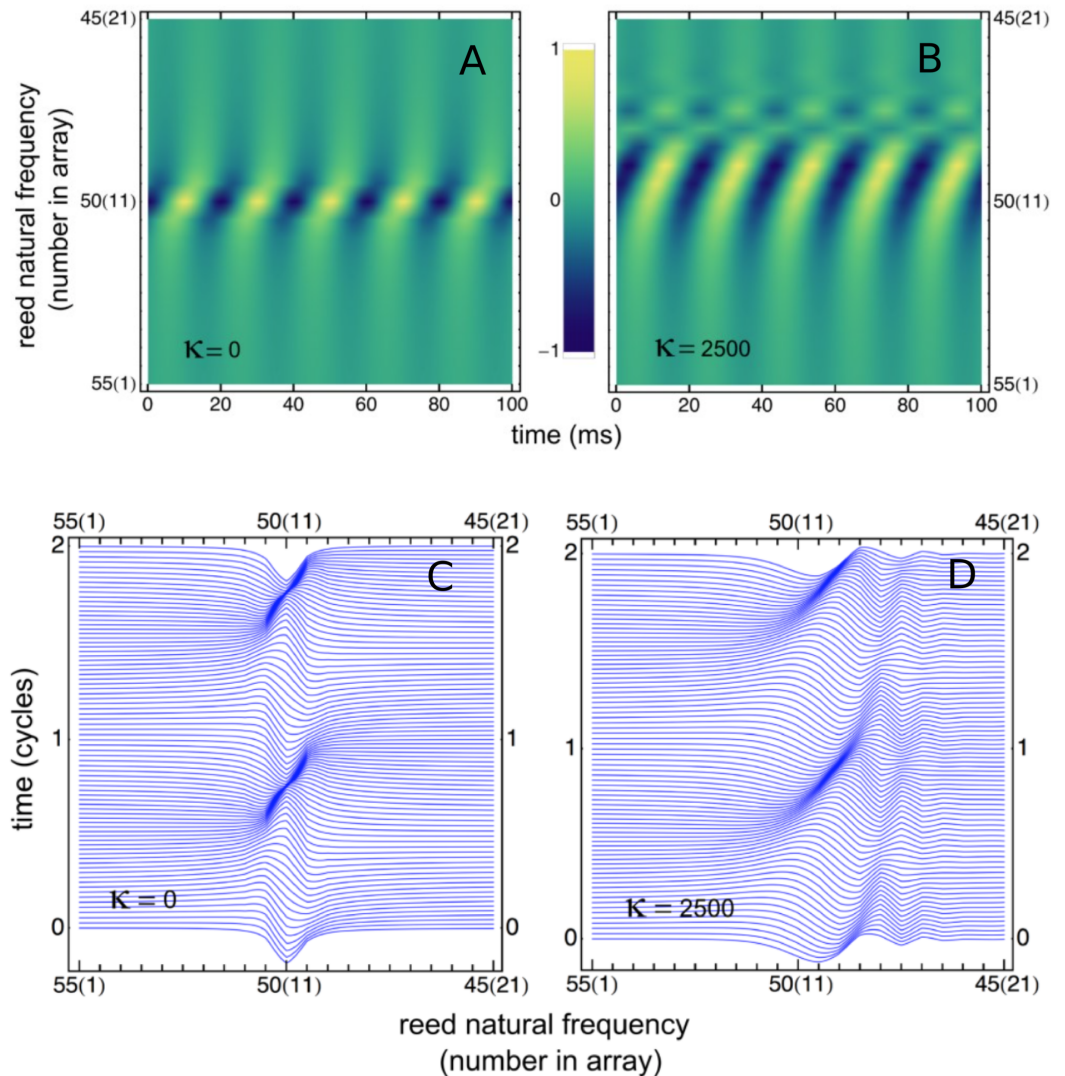 45(21)
A
B
45(21)
1
reed natural frequency
(number in array)
50(11)
0
50(11)
κ = 0
κ = 2500
−1
55(1)
55(1)
0 20 40 60 80 100
0 20 40 60 80 100
time (ms)
55(1) 50(11) 45(21)
55(1) 50(11) 45(21)
2 2
2 2
C
D
time (cycles)
1 1
1 1
κ = 0
κ = 2500
0 0
0 0
55(1) 50(11) 45(21)
55(1) 50(11) 45(21)
reed natural frequency
(number in array)